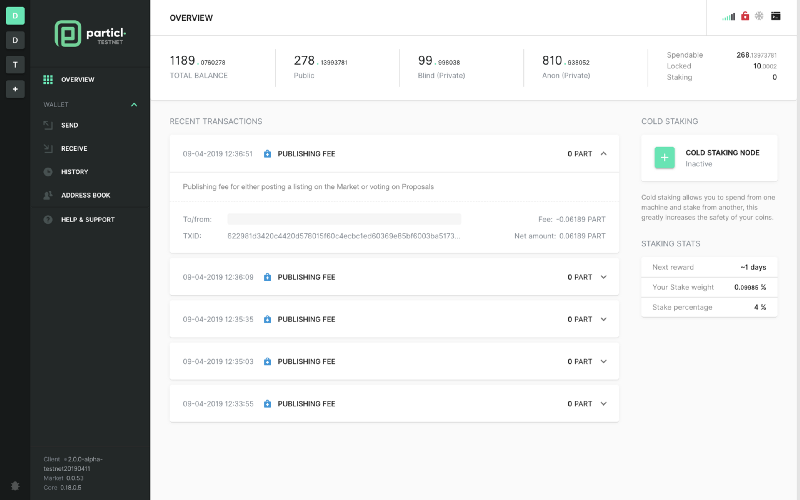 D
D
T
+
particl
TESTNET
OVERVIEW
WALLET
SEND
RECEIVE
HISTORY
ADDRESS BOOK
HELP & SUPPORT
Client v.2.0.0-alpha-
testnet20190411
Market 0.0.53
Core 0.18.0.5
OVERVIEW
1189 .0760278
TOTAL BALANCE
278 .13993781
Public
99 .998038
Blind (Private)
810 .938052
Anon (Private)
Spendable 268.13973781
Locked 10.0002
Staking 0
RECENT TRANSACTIONS
09-04-2019 12:36:51 PUBLISHING FEE 0 PART
Publishing fee for either posting a listing on the Market or voting on Proposals
To/from: Fee: -0.06189 PART
TXID: Net amount: 0.06189 PART
09-04-2019 12:36:09 PUBLISHING FEE 0 PART
09-04-2019 12:35:35 PUBLISHING FEE 0 PART
09-04-2019 12:35:03 PUBLISHING FEE 0 PART
09-04-2019 12:33:55 PUBLISHING FEE 0 PART
COLD STAKING
+
COLD STAKING NODE
Inactive
Cold staking allows you to spend from one
machine and stake from another, this
greatly increases the safety of your coins.
STAKING STATS
Next reward ~1 days
Your Stake weight 0.09985 %
Stake percentage 4 %